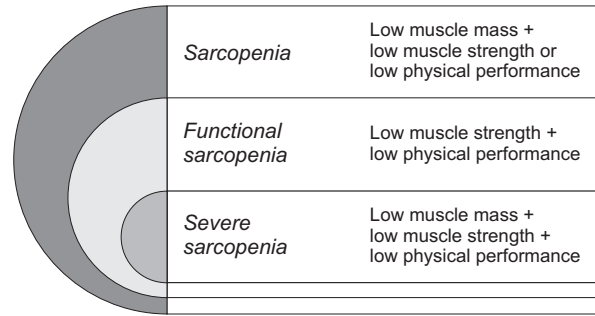 Sarcopenia
Low muscle mass +
low muscle strength or
low physical performance
Functional
sarcopenia
Low muscle strength +
low physical performance
Severe
sarcopenia
Low muscle mass +
low muscle strength +
low physical performance